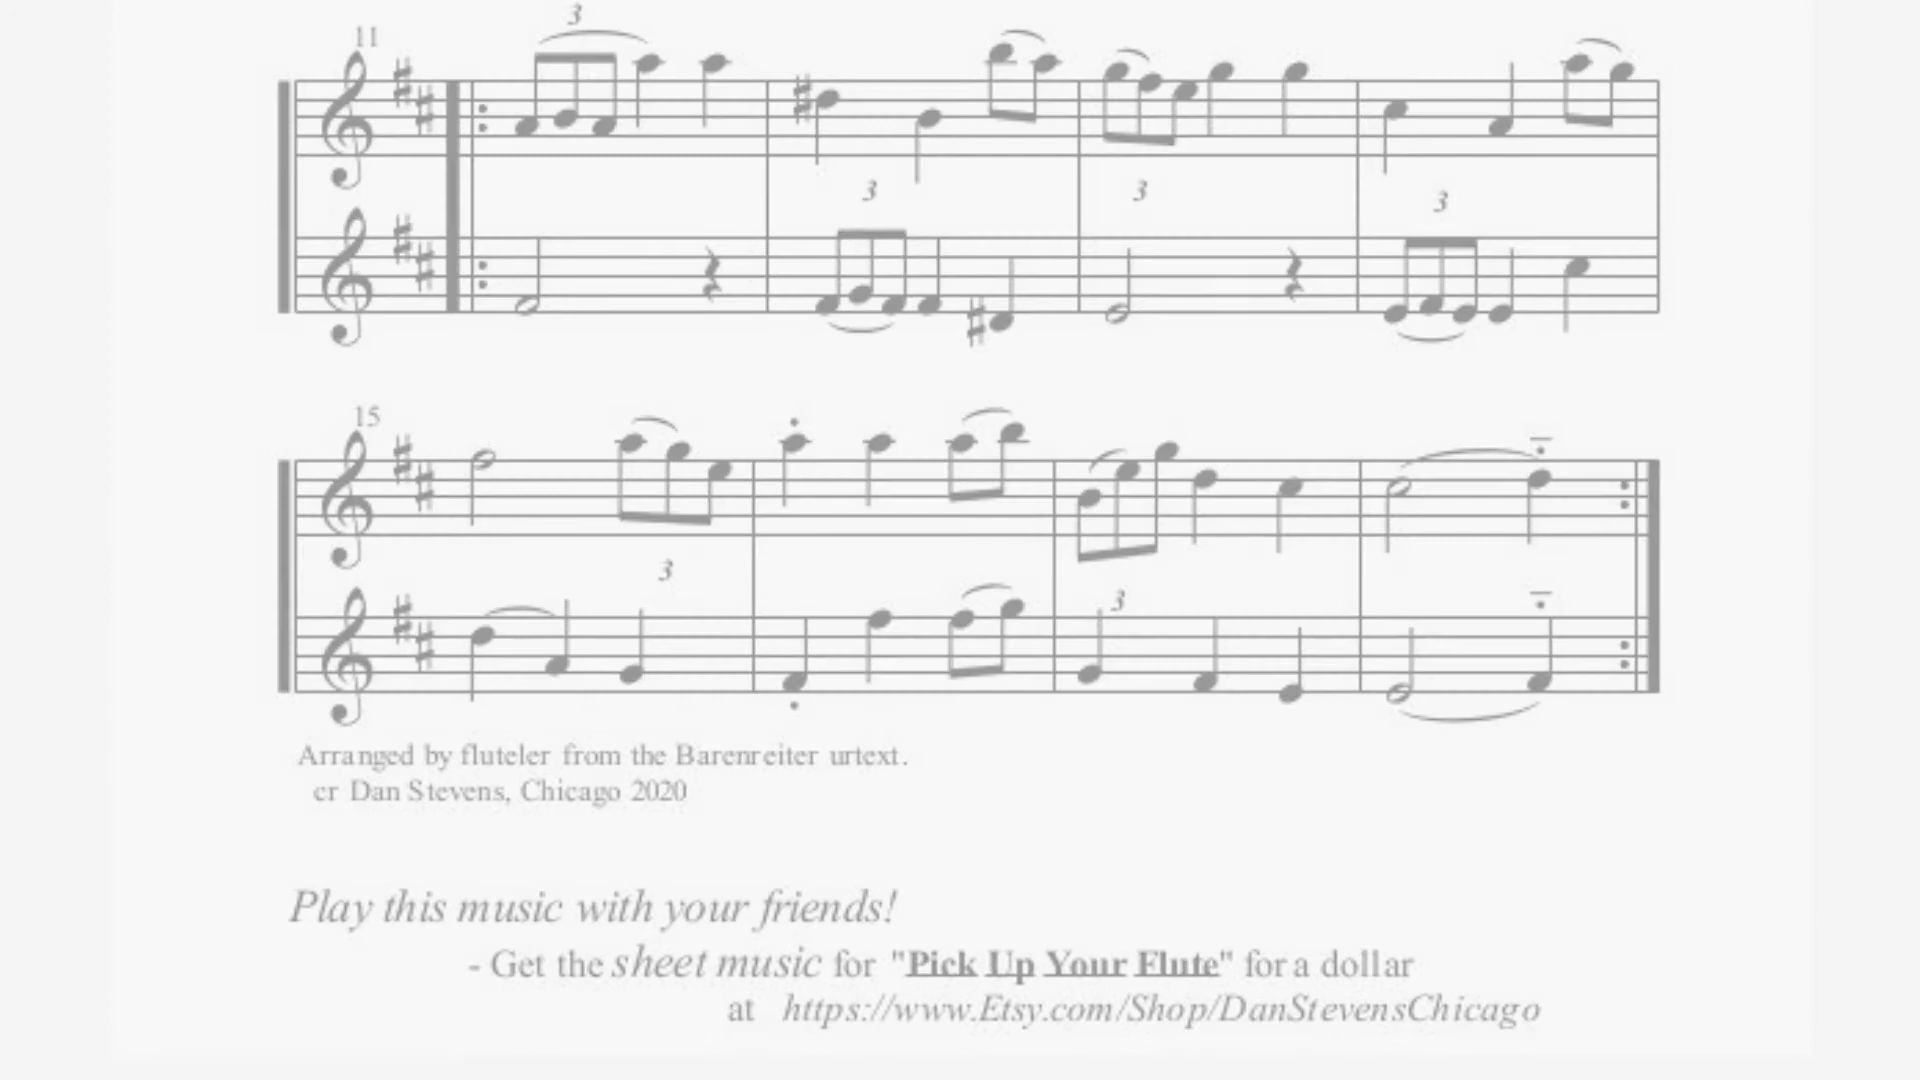 3
11
3
3
3
15
3
3
Arranged by fluteler from the Barenreiter urtext.
cr Dan Stevens, Chicago 2020
Play this music with your friends!
- Get the sheet music for "Pick Up Your Flute" for a dollar
at https://www.Etsy.com/Shop/DanStevensChicago